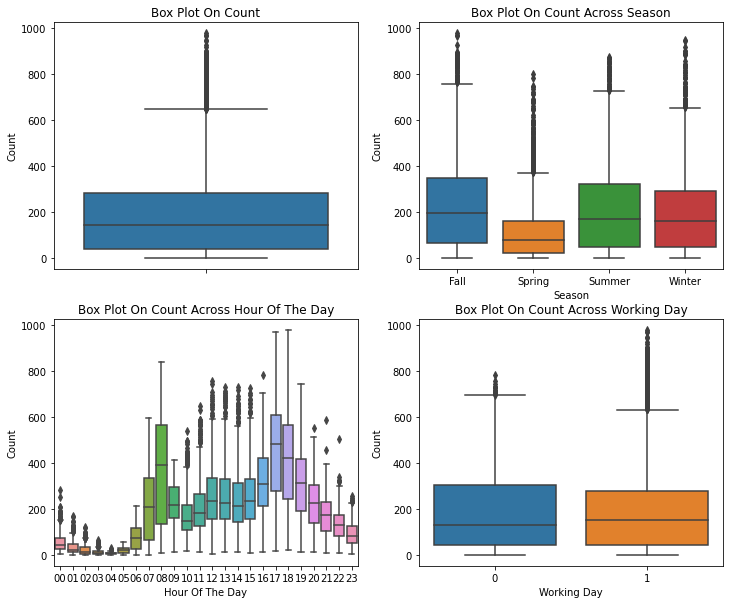 Box Plot On Count
1000
800
600
400
200
0
Count
Box Plot On Count Across Season
1000
800
600
400
200
0
Count
Fall Spring Summer Winter
Season
Box Plot On Count Across Hour Of The Day
1000
800
600
400
200
0
Count
00 01 02 03 04 05 06 07 08 09 10 11 12 13 14 15 16 17 18 19 20 21 22 23
Hour Of The Day
Box Plot On Count Across Working Day
1000
800
600
400
200
0
Count
0 1
Working Day